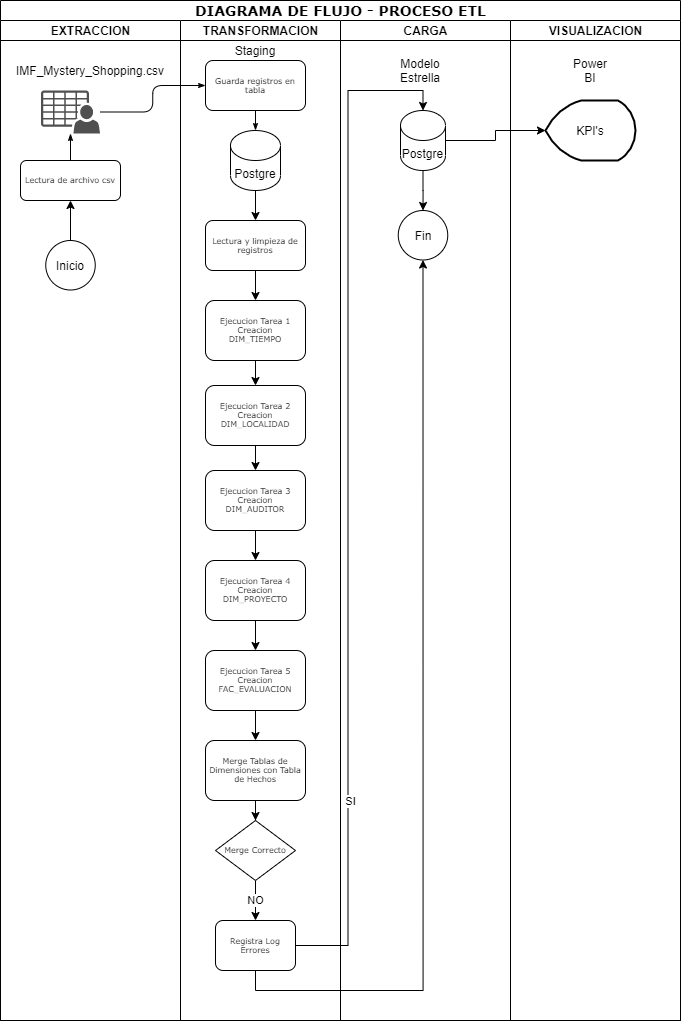 DIAGRAMA DE FLUJO - PROCESO ETL
EXTRACCION
TRANSFORMACION
CARGA
VISUALIZACION
IMF_Mystery_Shopping.csv
Lectura de archivo csv
Inicio
Staging
Guarda registros en
tabla
Postgre
Lectura y limpieza de
registros
Ejecucion Tarea 1
Creacion
DIM_TIEMPO
Ejecucion Tarea 2
Creacion
DIM_LOCALIDAD
Ejecucion Tarea 3
Creacion
DIM_AUDITOR
Ejecucion Tarea 4
Creacion
DIM_PROYECTO
Ejecucion Tarea 5
Creacion
FAC_EVALUACION
Merge Tablas de
Dimensiones con Tabla
de Hechos
Merge Correcto
NO
Registra Log
Errores
SI
Modelo
Estrella
Postgre
Fin
Power
BI
KPI's